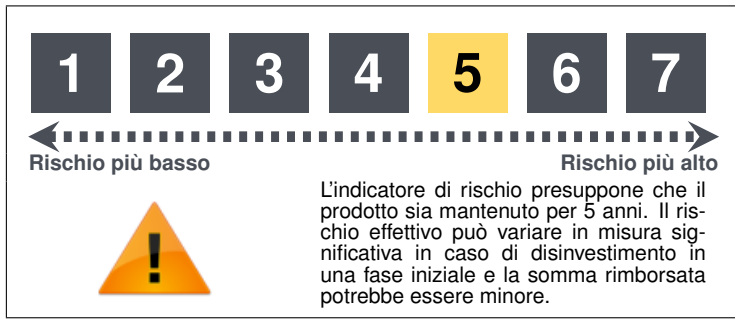 1 2 3 4 5 6 7
Rischio più basso Rischio più alto
L'indicatore di rischio presuppone che il
prodotto sia mantenuto per 5 anni. Il ris-
chio effettivo può variare in misura sig-
nificativa in caso di disinvestimento in
una fase iniziale e la somma rimborsata
potrebbe essere minore.
!